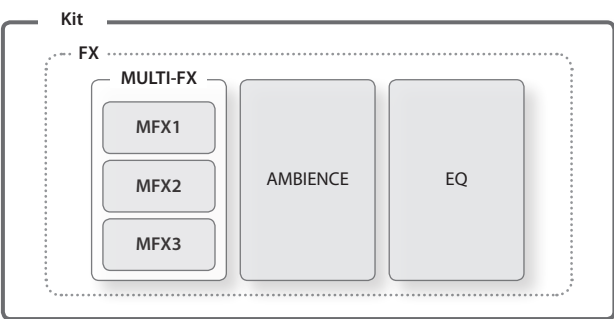 Kit
FX
MULTI-FX
MFX1
MFX2
MFX3
AMBIENCE
EQ